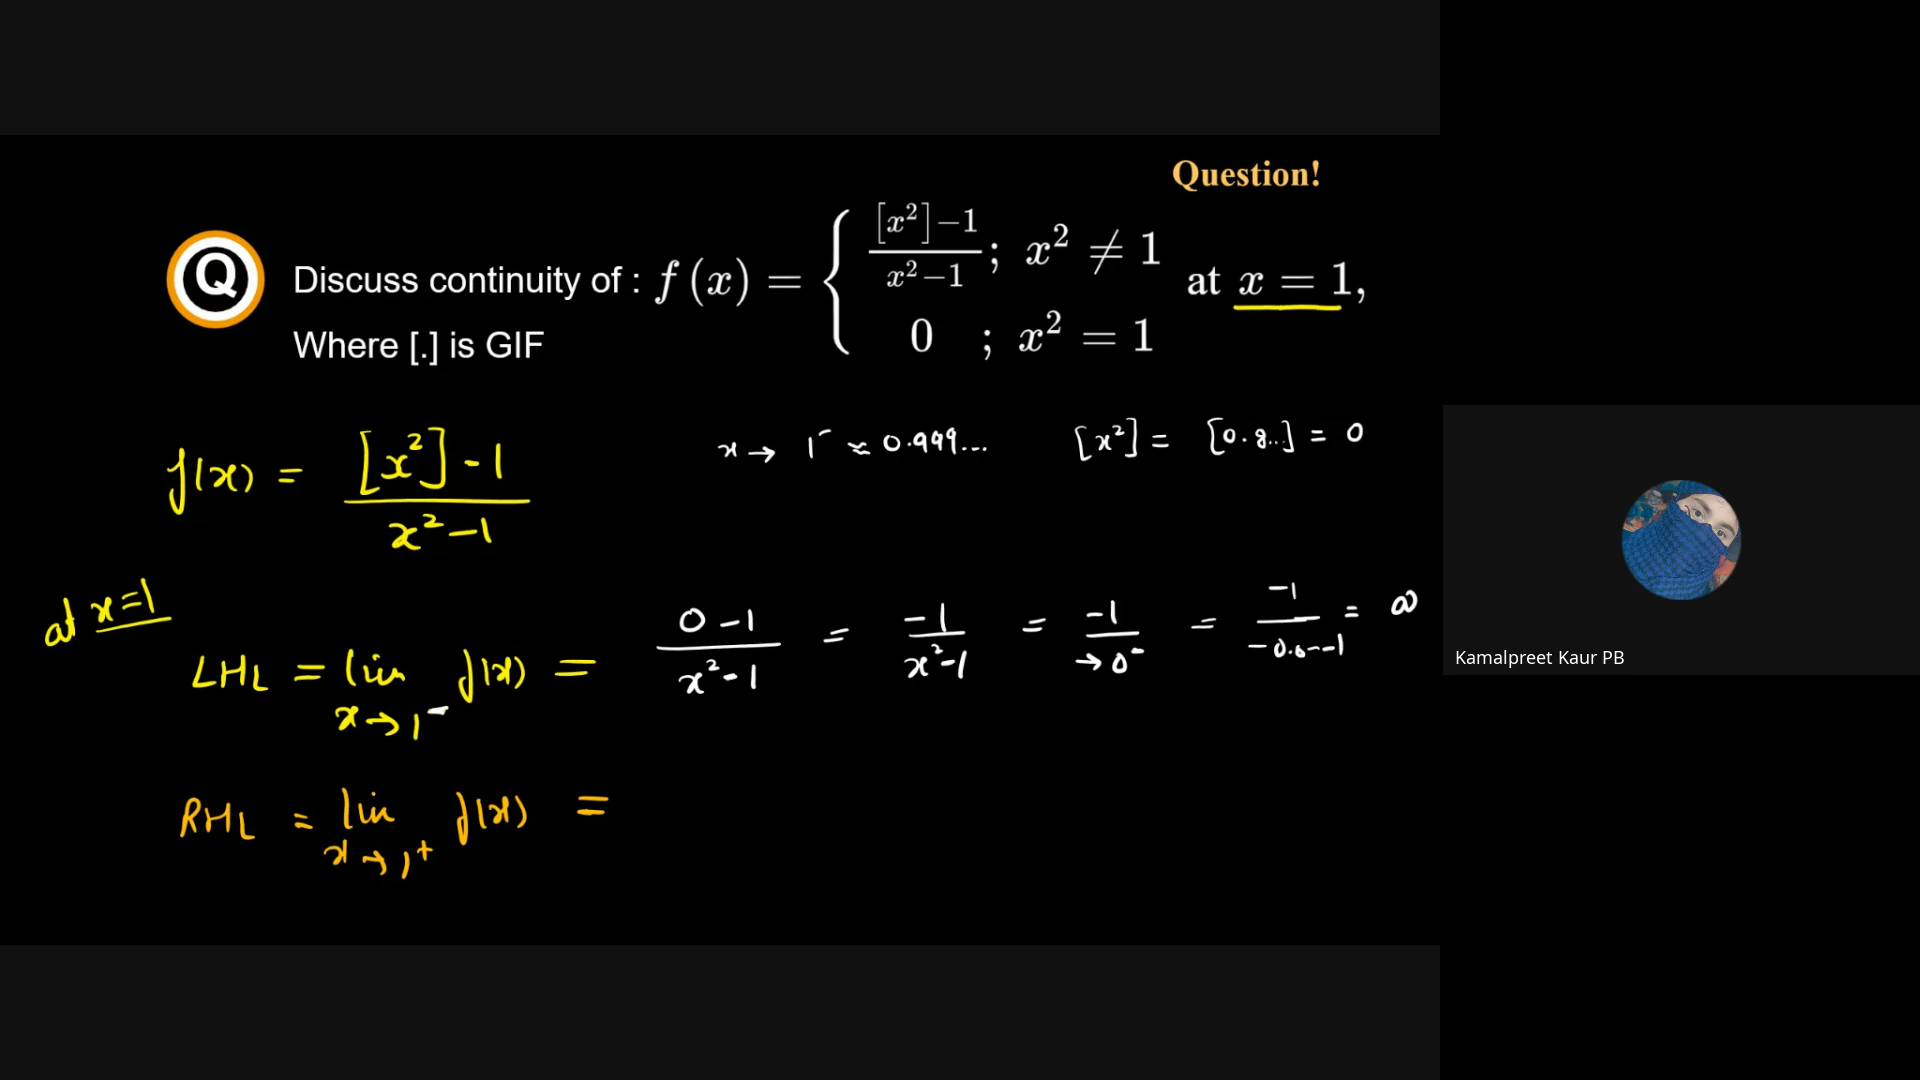 Question!
Q
Discuss continuity of : f (x) = { [x²]−1 / x²−1 ; x² ≠ 1
0 ; x² = 1
at x = 1,
Where [.] is GIF
f(x) = [x²] - 1 / x² - 1
x → 1⁻ ≈ 0.999... [x²] = [0.9..] = 0
at x=1
LHL = lim x→1⁻ f(x) = 0 - 1 / x² - 1 = -1 / x² - 1 = -1 / →0⁻ = -1 / -0.0--1 = ∞
RHL = lim x→1⁺ f(x) =
Kamalpreet Kaur PB